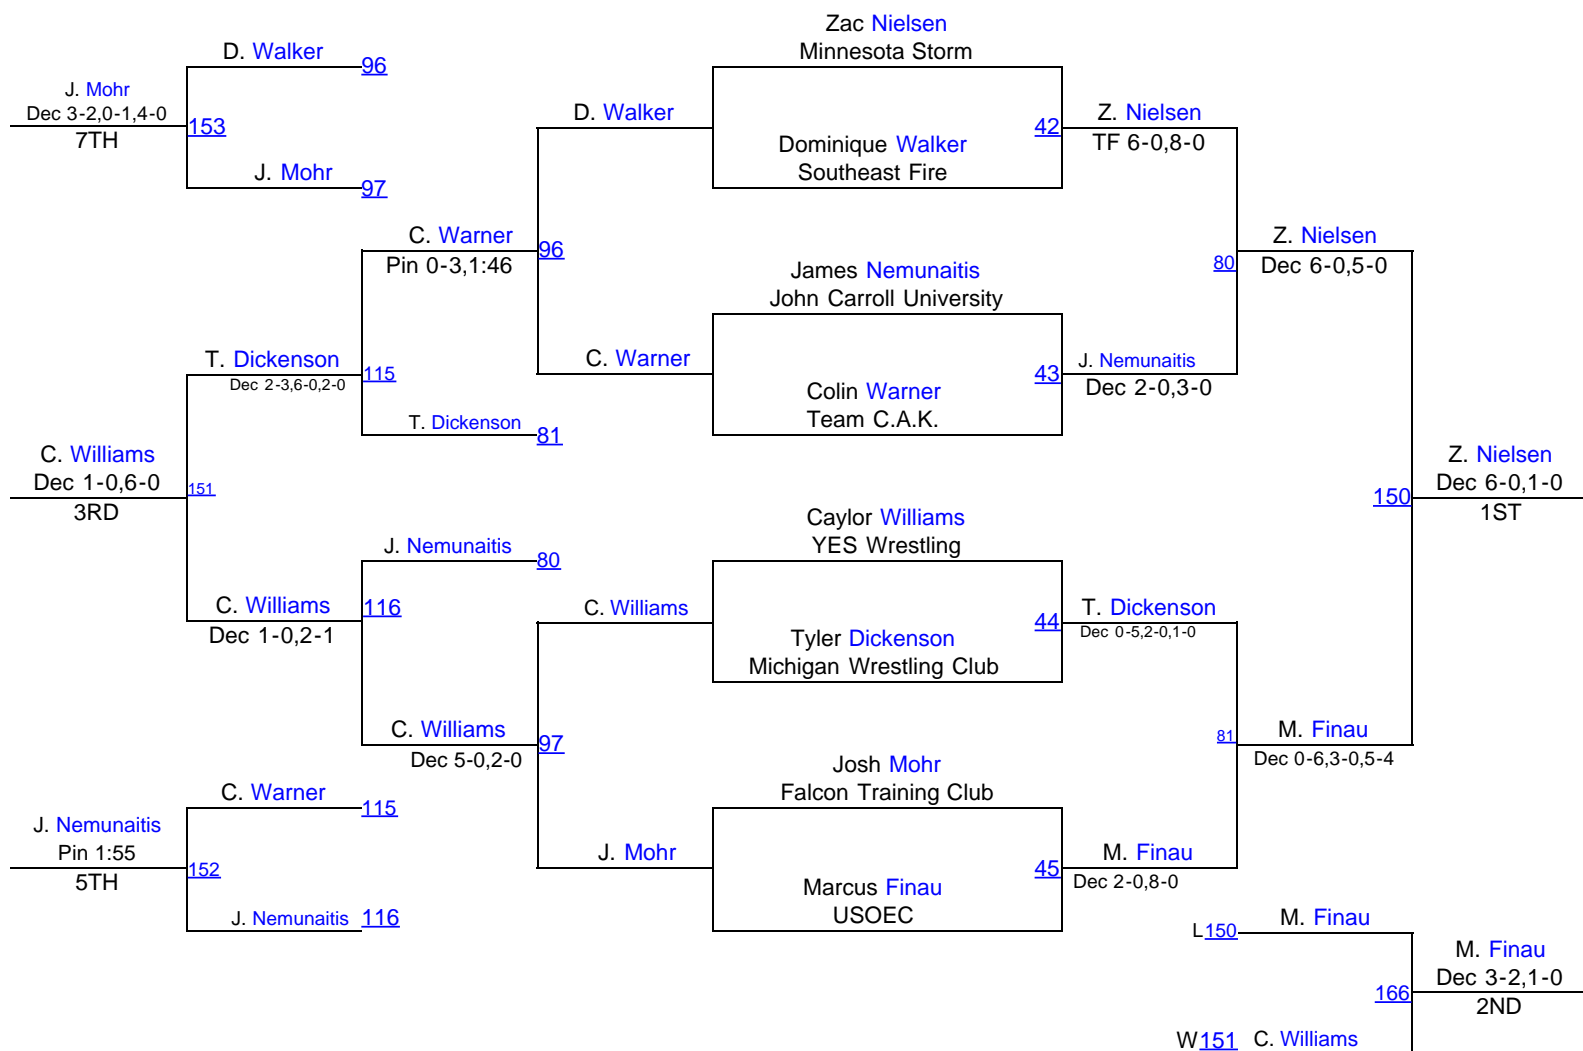 Zac Nielsen
Minnesota Storm
D. Walker
96
J. Mohr
Dec 3-2,0-1,4-0
D. Walker
42
Z. Nielsen
153
7TH
TF 6-0,8-0
Dominique Walker
Southeast Fire
J. Mohr
97
C. Warner
96
Z. Nielsen
Pin 0-3,1:46
80
Dec 6-0,5-0
James Nemunaitis
John Carroll University
T. Dickenson
C. Warner
115
43
J. Nemunaitis
Dec 2-3,6-0,2-0
Dec 2-0,3-0
Colin Warner
Team C.A.K.
T. Dickenson
81
C. Williams
Z. Nielsen
Dec 1-0,6-0
151
150
Dec 6-0,1-0
3RD
1ST
Caylor Williams
YES Wrestling
J. Nemunaitis
80
C. Williams
116
C. Williams
44
T. Dickenson
Dec 1-0,2-1
Dec 0-5,2-0,1-0
Tyler Dickenson
Michigan Wrestling Club
C. Williams
97
81
M. Finau
Dec 5-0,2-0
Dec 0-6,3-0,5-4
Josh Mohr
Falcon Training Club
C. Warner
115
J. Nemunaitis
Pin 1:55
J. Mohr
45
M. Finau
152
5TH
Dec 2-0,8-0
Marcus Finau
USOEC
J. Nemunaitis
116
L150
M. Finau
M. Finau
Dec 3-2,1-0
166
2ND
W151 C. Williams